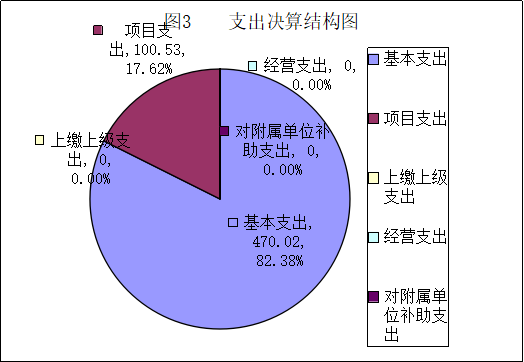 图3 支出决算结构图
项目支
出, 100.53,
17.62%
经营支出, 0,
0.00%
上缴上级支
出, 0,
0.00%
对附属单位补
助支出, 0,
0.00%
基本支出,
470.02,
82.38%
基本支出
项目支出
上缴上级
支出
经营支出
对附属单
位补助支
出